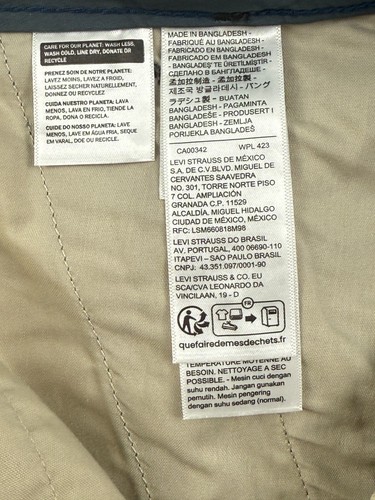 CARE FOR OUR PLANET: WASH LESS,
WASH COLD, LINE DRY, DONATE OR
RECYCLE
PRENEZ SOIN DE NOTRE PLANETE:
LAVEZ MOINS, LAVEZ À FROID,
LAISSEZ SECHER NATURELLEMENT,
DONNEZ OU RECYCLEZ
CUIDA NUESTRO PLANETA: LAVA
MENOS, LAVA EN FRIO, TIENDE LA
ROPA, DONA O RECICLA.
CUIDE DO NOSSO PLANETA: LAVE
MENOS, LAVE EM ÁGUA FRIA, SEQUE NO
VARAL, DOE OU RECICLE
MADE IN BANGLADESH -
FABRIQUÉ AU BANGLADESH -
FABRICADO EN BANGLADESH -
BANGLADEŞ'TE ÜRETİLMİŞTİR -
СДЕЛАНО В БАНГЛАДЕШЕ -
孟加拉制造 - 孟加拉製造 -
제조국 방글라데시 - バング
ラデシュ製 - BUATAN
BANGLADESH - PAGAMINTA
BANGLADEŠE - PRODUSERT I
BANGLADESH - ZEMLJA
PORIJEKLA BANGLADEŠ
CA00342 WPL 423
LEVI STRAUSS DE MÉXICO
S.A. DE C.V.BLVD. MIGUEL DE
CERVANTES SAAVEDRA
NO. 301, TORRE NORTE PISO
7 COL. AMPLIACIÓN
GRANADA C.P. 11529
ALCALDÍA. MIGUEL HIDALGO
CIUDAD DE MÉXICO, MÉXICO
RFC: LSM660818M98
LEVI STRAUSS DO BRASIL
AV. PORTUGAL, 400 06690-110
ITAPEVI – SAO PAULO BRASIL
CNPJ: 43.351.097/0001-90
LEVI STRAUSS & CO. EU
SCA/CVA LEONARDO DA
VINCILAAN, 19 - D
FR
quefairedemesdechets.fr
TEMPÉRATURE MOYENNE AU
BESOIN. NETTOYAGE A SEC
POSSIBLE. - Mesin cuci dengan
suhu rendah. Jangan gunakan
pemutih. Mesin pengering
dengan suhu sedang (normal).